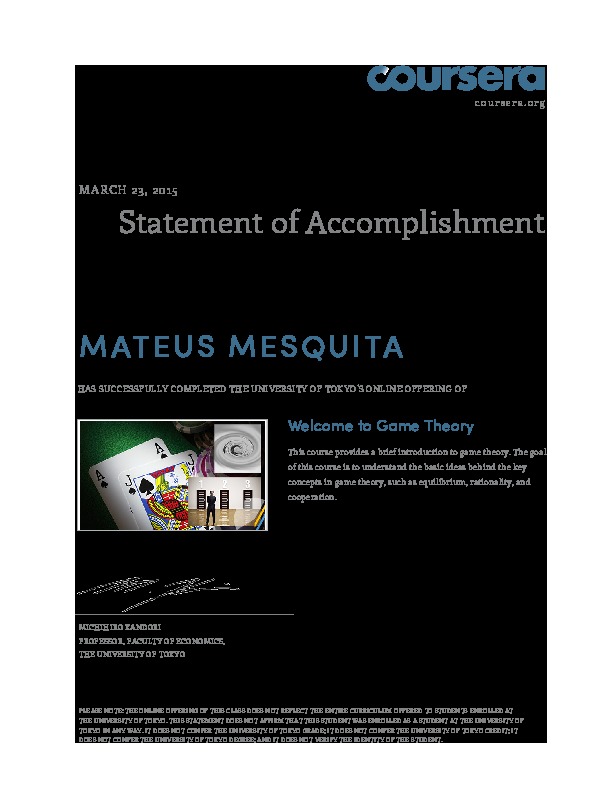 coursera
coursera.org
MARCH 23, 2015
Statement of Accomplishment
MATEUS MESQUITA
HAS SUCCESSFULLY COMPLETED THE UNIVERSITY OF TOKYO'S ONLINE OFFERING OF
Welcome to Game Theory
This course provides a brief introduction to game theory. The goal
of this course is to understand the basic ideas behind the key
concepts in game theory, such as equilibrium, rationality, and
cooperation.
A
J
A
J
1 2 3
MICHIHIRO KANDORI
PROFESSOR, FACULTY OF ECONOMICS,
THE UNIVERSITY OF TOKYO
PLEASE NOTE: THE ONLINE OFFERING OF THIS CLASS DOES NOT REFLECT THE ENTIRE CURRICULUM OFFERED TO STUDENTS ENROLLED AT
THE UNIVERSITY OF TOKYO. THIS STATEMENT DOES NOT AFFIRM THAT THIS STUDENT WAS ENROLLED AS A STUDENT AT THE UNIVERSITY OF
TOKYO IN ANY WAY. IT DOES NOT CONFER THE UNIVERSITY OF TOKYO GRADE; IT DOES NOT CONFER THE UNIVERSITY OF TOKYO CREDIT; IT
DOES NOT CONFER THE UNIVERSITY OF TOKYO DEGREE; AND IT DOES NOT VERIFY THE IDENTITY OF THE STUDENT.